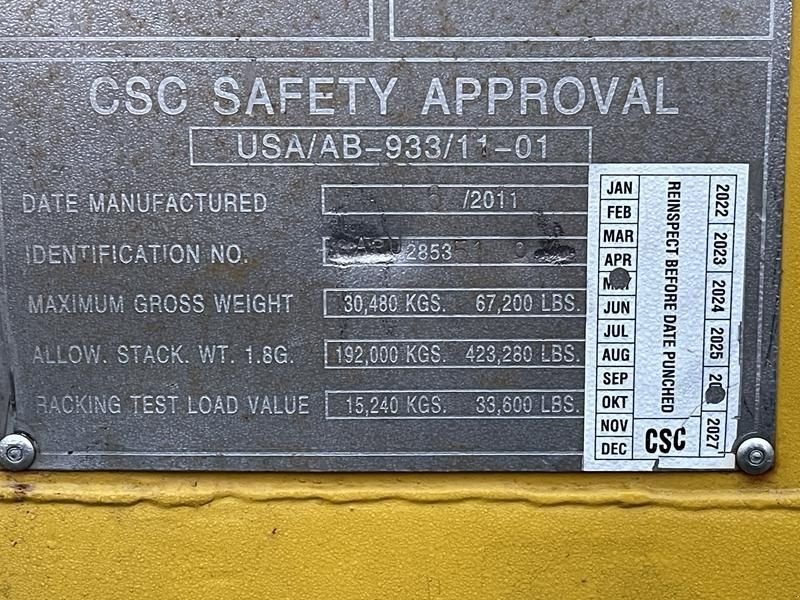 CSC SAFETY APPROVAL
USA/AB-933/11-01
DATE MANUFACTURED /2011
IDENTIFICATION NO. 2853
MAXIMUM GROSS WEIGHT 30,480 KGS. 67,200 LBS.
ALLOW. STACK. WT. 1.8G. 192,000 KGS. 423,280 LBS.
RACKING TEST LOAD VALUE 15,240 KGS. 33,600 LBS.
JAN
FEB
MAR
APR
JUN
JUL
AUG
SEP
OKT
NOV
DEC
REINSPECT BEFORE DATE PUNCHED
CSC
2022
2023
2024
2025
2027